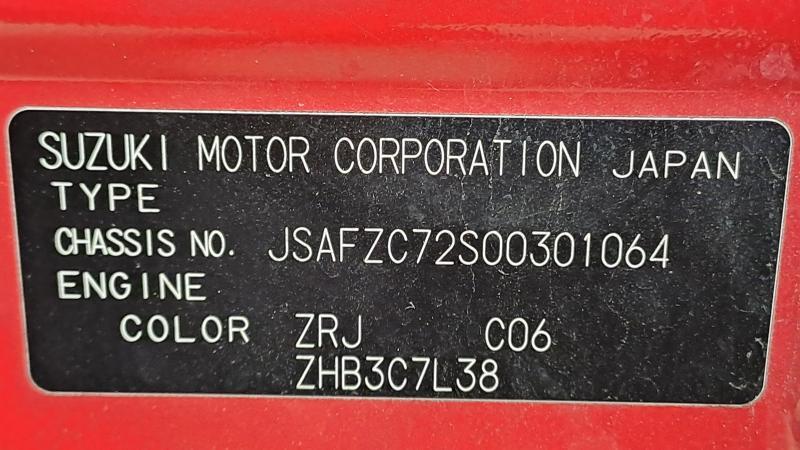 SUZUKI MOTOR CORPORATION JAPAN
TYPE
CHASSIS NO. JSAFZC72S00301064
ENGINE
COLOR ZRJ C06
ZHB3C7L38